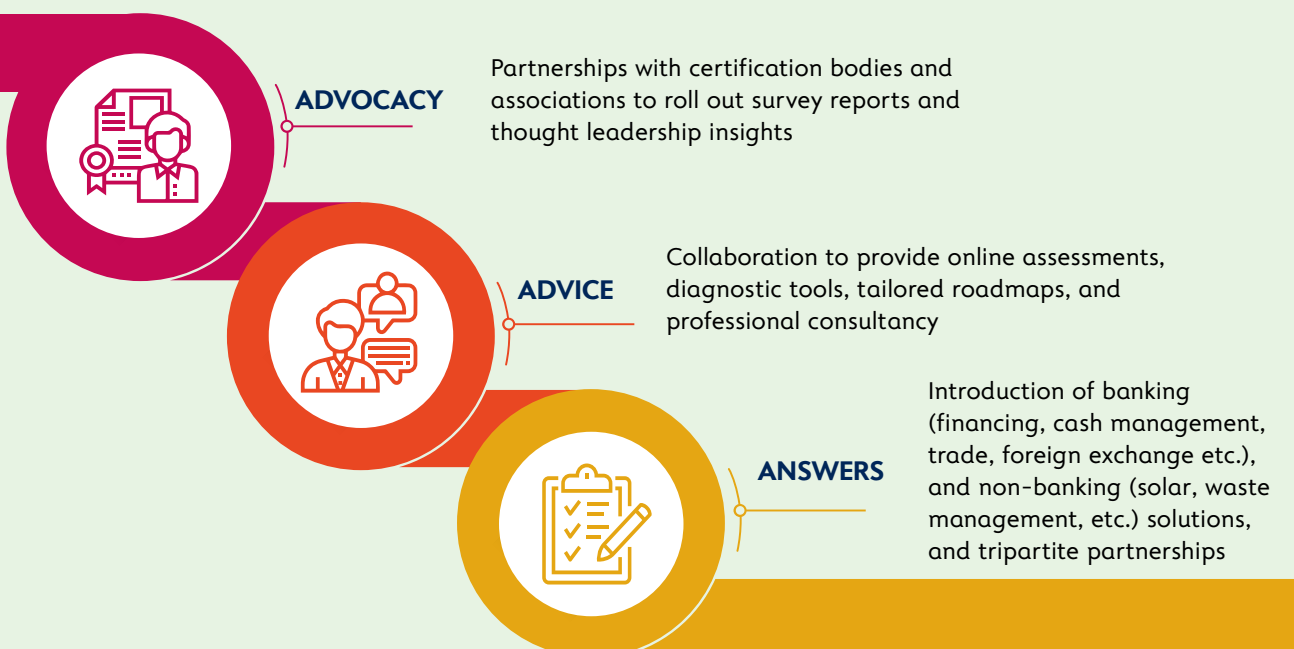 ADVOCACY
Partnerships with certification bodies and
associations to roll out survey reports and
thought leadership insights
ADVICE
Collaboration to provide online assessments,
diagnostic tools, tailored roadmaps, and
professional consultancy
ANSWERS
Introduction of banking
(financing, cash management,
trade, foreign exchange etc.),
and non-banking (solar, waste
management, etc.) solutions,
and tripartite partnerships